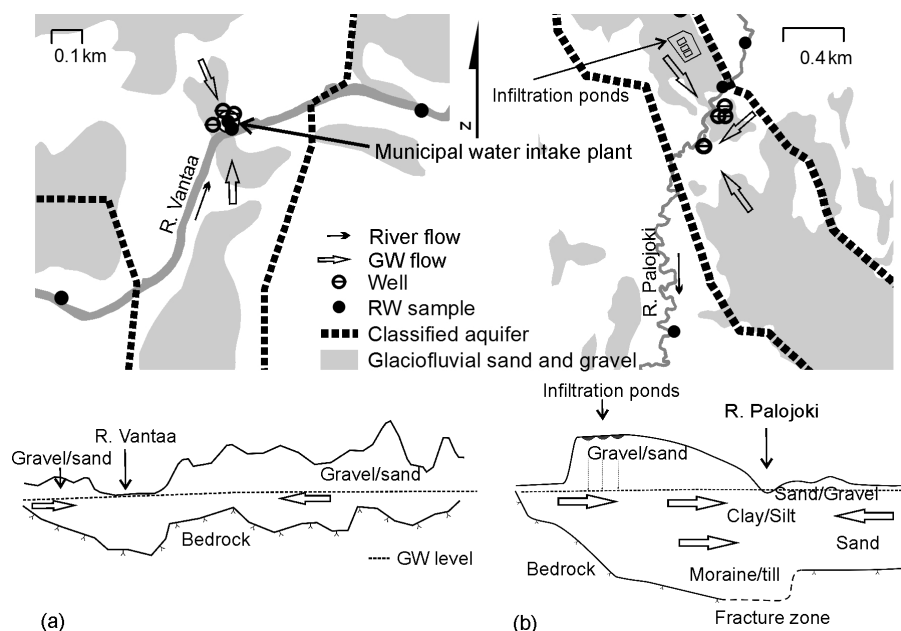 0.1 km
R. Vantaa
Municipal water intake plant
N
Infiltration ponds
0.4 km
R. Palojoki
River flow
GW flow
Well
RW sample
Classified aquifer
Glaciofluvial sand and gravel
R. Vantaa
Gravel/sand
Gravel/sand
Bedrock
GW level
(a)
Infiltration ponds
R. Palojoki
Gravel/sand
Sand/Gravel
Clay/Silt
Sand
Bedrock
Moraine/till
Fracture zone
(b)